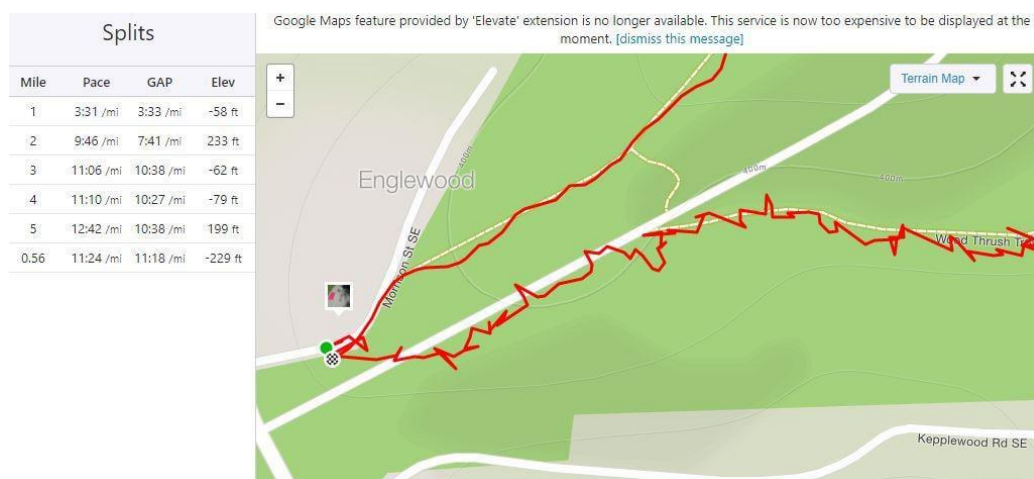 Splits
Mile Pace GAP Elev
1 3:31 /mi 3:33 /mi -58 ft
2 9:46 /mi 7:41 /mi 233 ft
3 11:06 /mi 10:38 /mi -62 ft
4 11:10 /mi 10:27 /mi -79 ft
5 12:42 /mi 10:38 /mi 199 ft
0.56 11:24 /mi 11:18 /mi -229 ft
Google Maps feature provided by 'Elevate' extension is no longer available. This service is now too expensive to be displayed at the
moment. [dismiss this message]
+
−
Terrain Map
400m
Englewood
400m
400m
Morrison St SE
Wood Thrush Tr
Kepplewood Rd SE